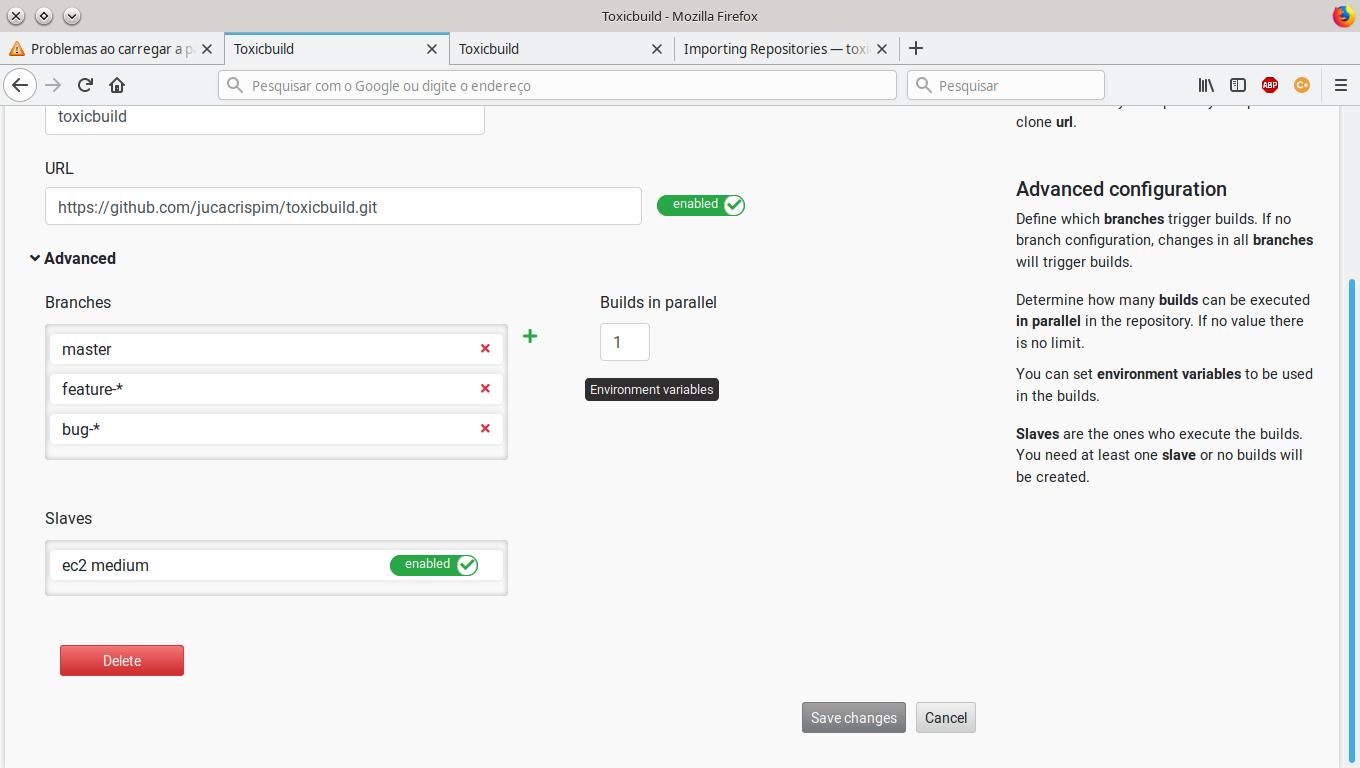 Toxicbuild - Mozilla Firefox
Problemas ao carregar a p
Toxicbuild
Toxicbuild
Importing Repositories — toxi
Pesquisar com o Google ou digite o endereço
Pesquisar
ABP
C+
toxicbuild
URL
https://github.com/jucacrispim/toxicbuild.git
enabled
Advanced
Branches
master
feature-*
bug-*
Builds in parallel
1
Environment variables
Slaves
ec2 medium
enabled
Delete
Save changes
Cancel
clone url.
Advanced configuration
Define which branches trigger builds. If no
branch configuration, changes in all branches
will trigger builds.
Determine how many builds can be executed
in parallel in the repository. If no value there
is no limit.
You can set environment variables to be used
in the builds.
Slaves are the ones who execute the builds.
You need at least one slave or no builds will
be created.